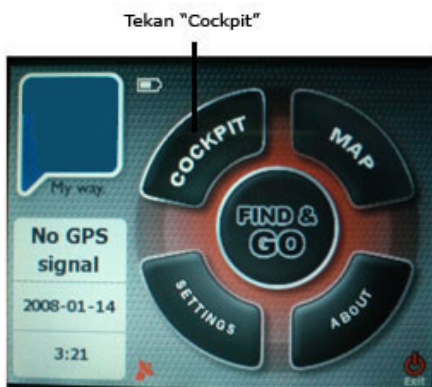 Tekan "Cockpit"
COCKPIT
MAP
My way.
FIND &
GO
No GPS
signal
2008-01-14
3:21
SETTINGS
ABOUT
Exit